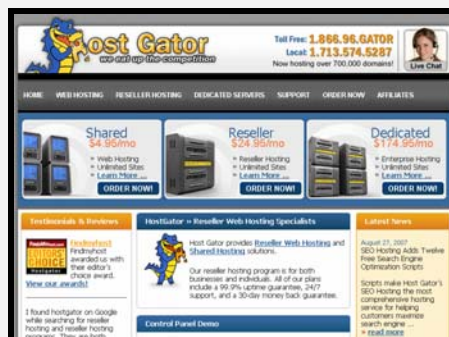 Host Gator
we eat up the competition
Toll Free: 1.866.96.GATOR
Local: 1.713.574.5287
Now hosting over 700,000 domains!
Live Chat
HOME WEB HOSTING RESELLER HOSTING DEDICATED SERVERS SUPPORT ORDER NOW AFFILIATES
Shared
$4.95/mo
» Web Hosting
» Unlimited Sites
» Learn More ...
ORDER NOW!
Reseller
$24.95/mo
» Reseller Hosting
» Unlimited Sites
» Learn More ...
ORDER NOW!
Dedicated
$174.95/mo
» Enterprise Hosting
» Unlimited Sites
» Learn More ...
ORDER NOW!
Testimonials & Reviews
EDITORS'
CHOICE
Hostgator
Findmyhost
Findmyhost
awarded us with
their editor's
choice award.
View our awards!
I found hostgator on Google
while searching for reseller
hosting and reseller hosting
programs. They are both
HostGator » Reseller Web Hosting Specialists
Host Gator provides Reseller Web Hosting and
Shared Hosting solutions.
Our reseller hosting program is for both
businesses and individuals. All of our plans
include a 99.9% uptime guarantee, 24/7
support, and a 30-day money back guarantee.
Control Panel Demo
Latest News
August 27, 2007
SEO Hosting Adds Twelve
Free Search Engine
Optimization Scripts
Scripts make Host Gator's
SEO Hosting the most
comprehensive hosting
service for helping
customers maximize
search engine ...
» read more